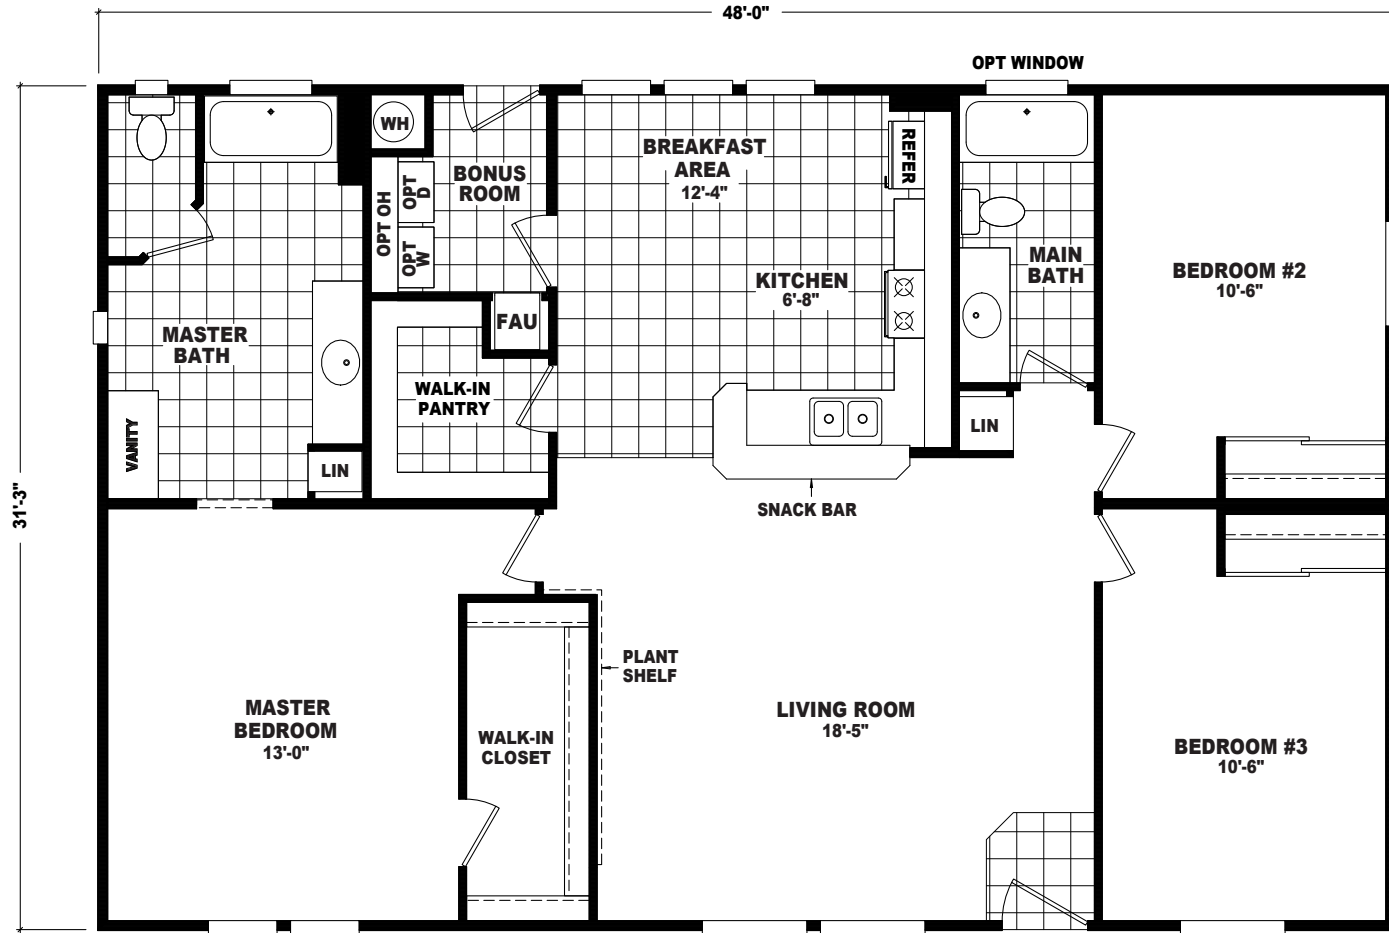 48'-0"
OPT WINDOW
WH
BONUS
ROOM
OPT OH
OPT
D
OPT
W
BREAKFAST
AREA
12'-4"
REFER
KITCHEN
6'-8"
MAIN
BATH
BEDROOM #2
10'-6"
MASTER
BATH
FAU
WALK-IN
PANTRY
VANITY
LIN
LIN
SNACK BAR
31'-3"
PLANT
SHELF
MASTER
BEDROOM
13'-0"
WALK-IN
CLOSET
LIVING ROOM
18'-5"
BEDROOM #3
10'-6"